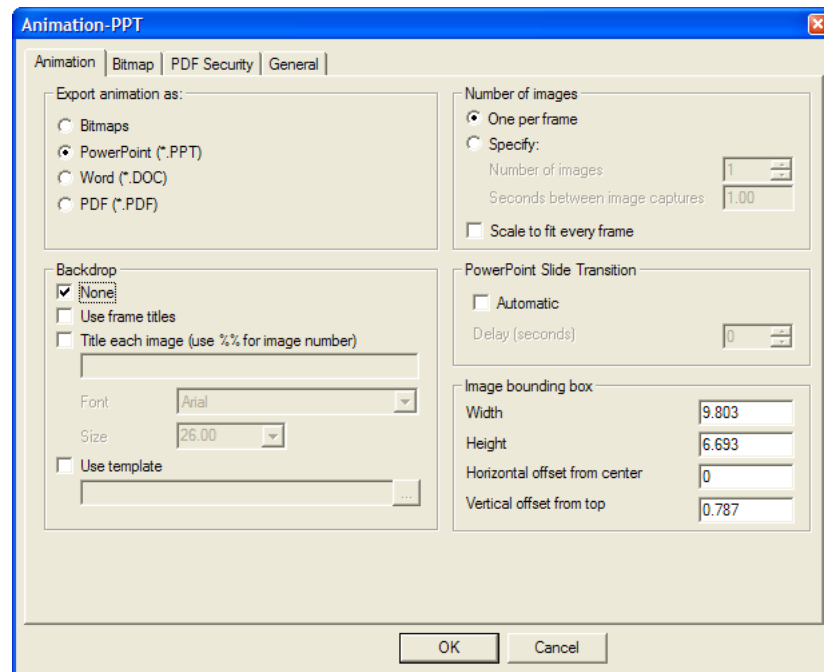 Animation-PPT
Animation Bitmap PDF Security General
Export animation as:
Bitmaps
PowerPoint (*.PPT)
Word (*.DOC)
PDF (*.PDF)
Number of images
One per frame
Specify:
Number of images 1
Seconds between image captures 1.00
Scale to fit every frame
Backdrop
None
Use frame titles
Title each image (use %% for image number)
Font Arial
Size 26.00
Use template
...
PowerPoint Slide Transition
Automatic
Delay (seconds) 0
Image bounding box
Width 9.803
Height 6.693
Horizontal offset from center 0
Vertical offset from top 0.787
OK Cancel